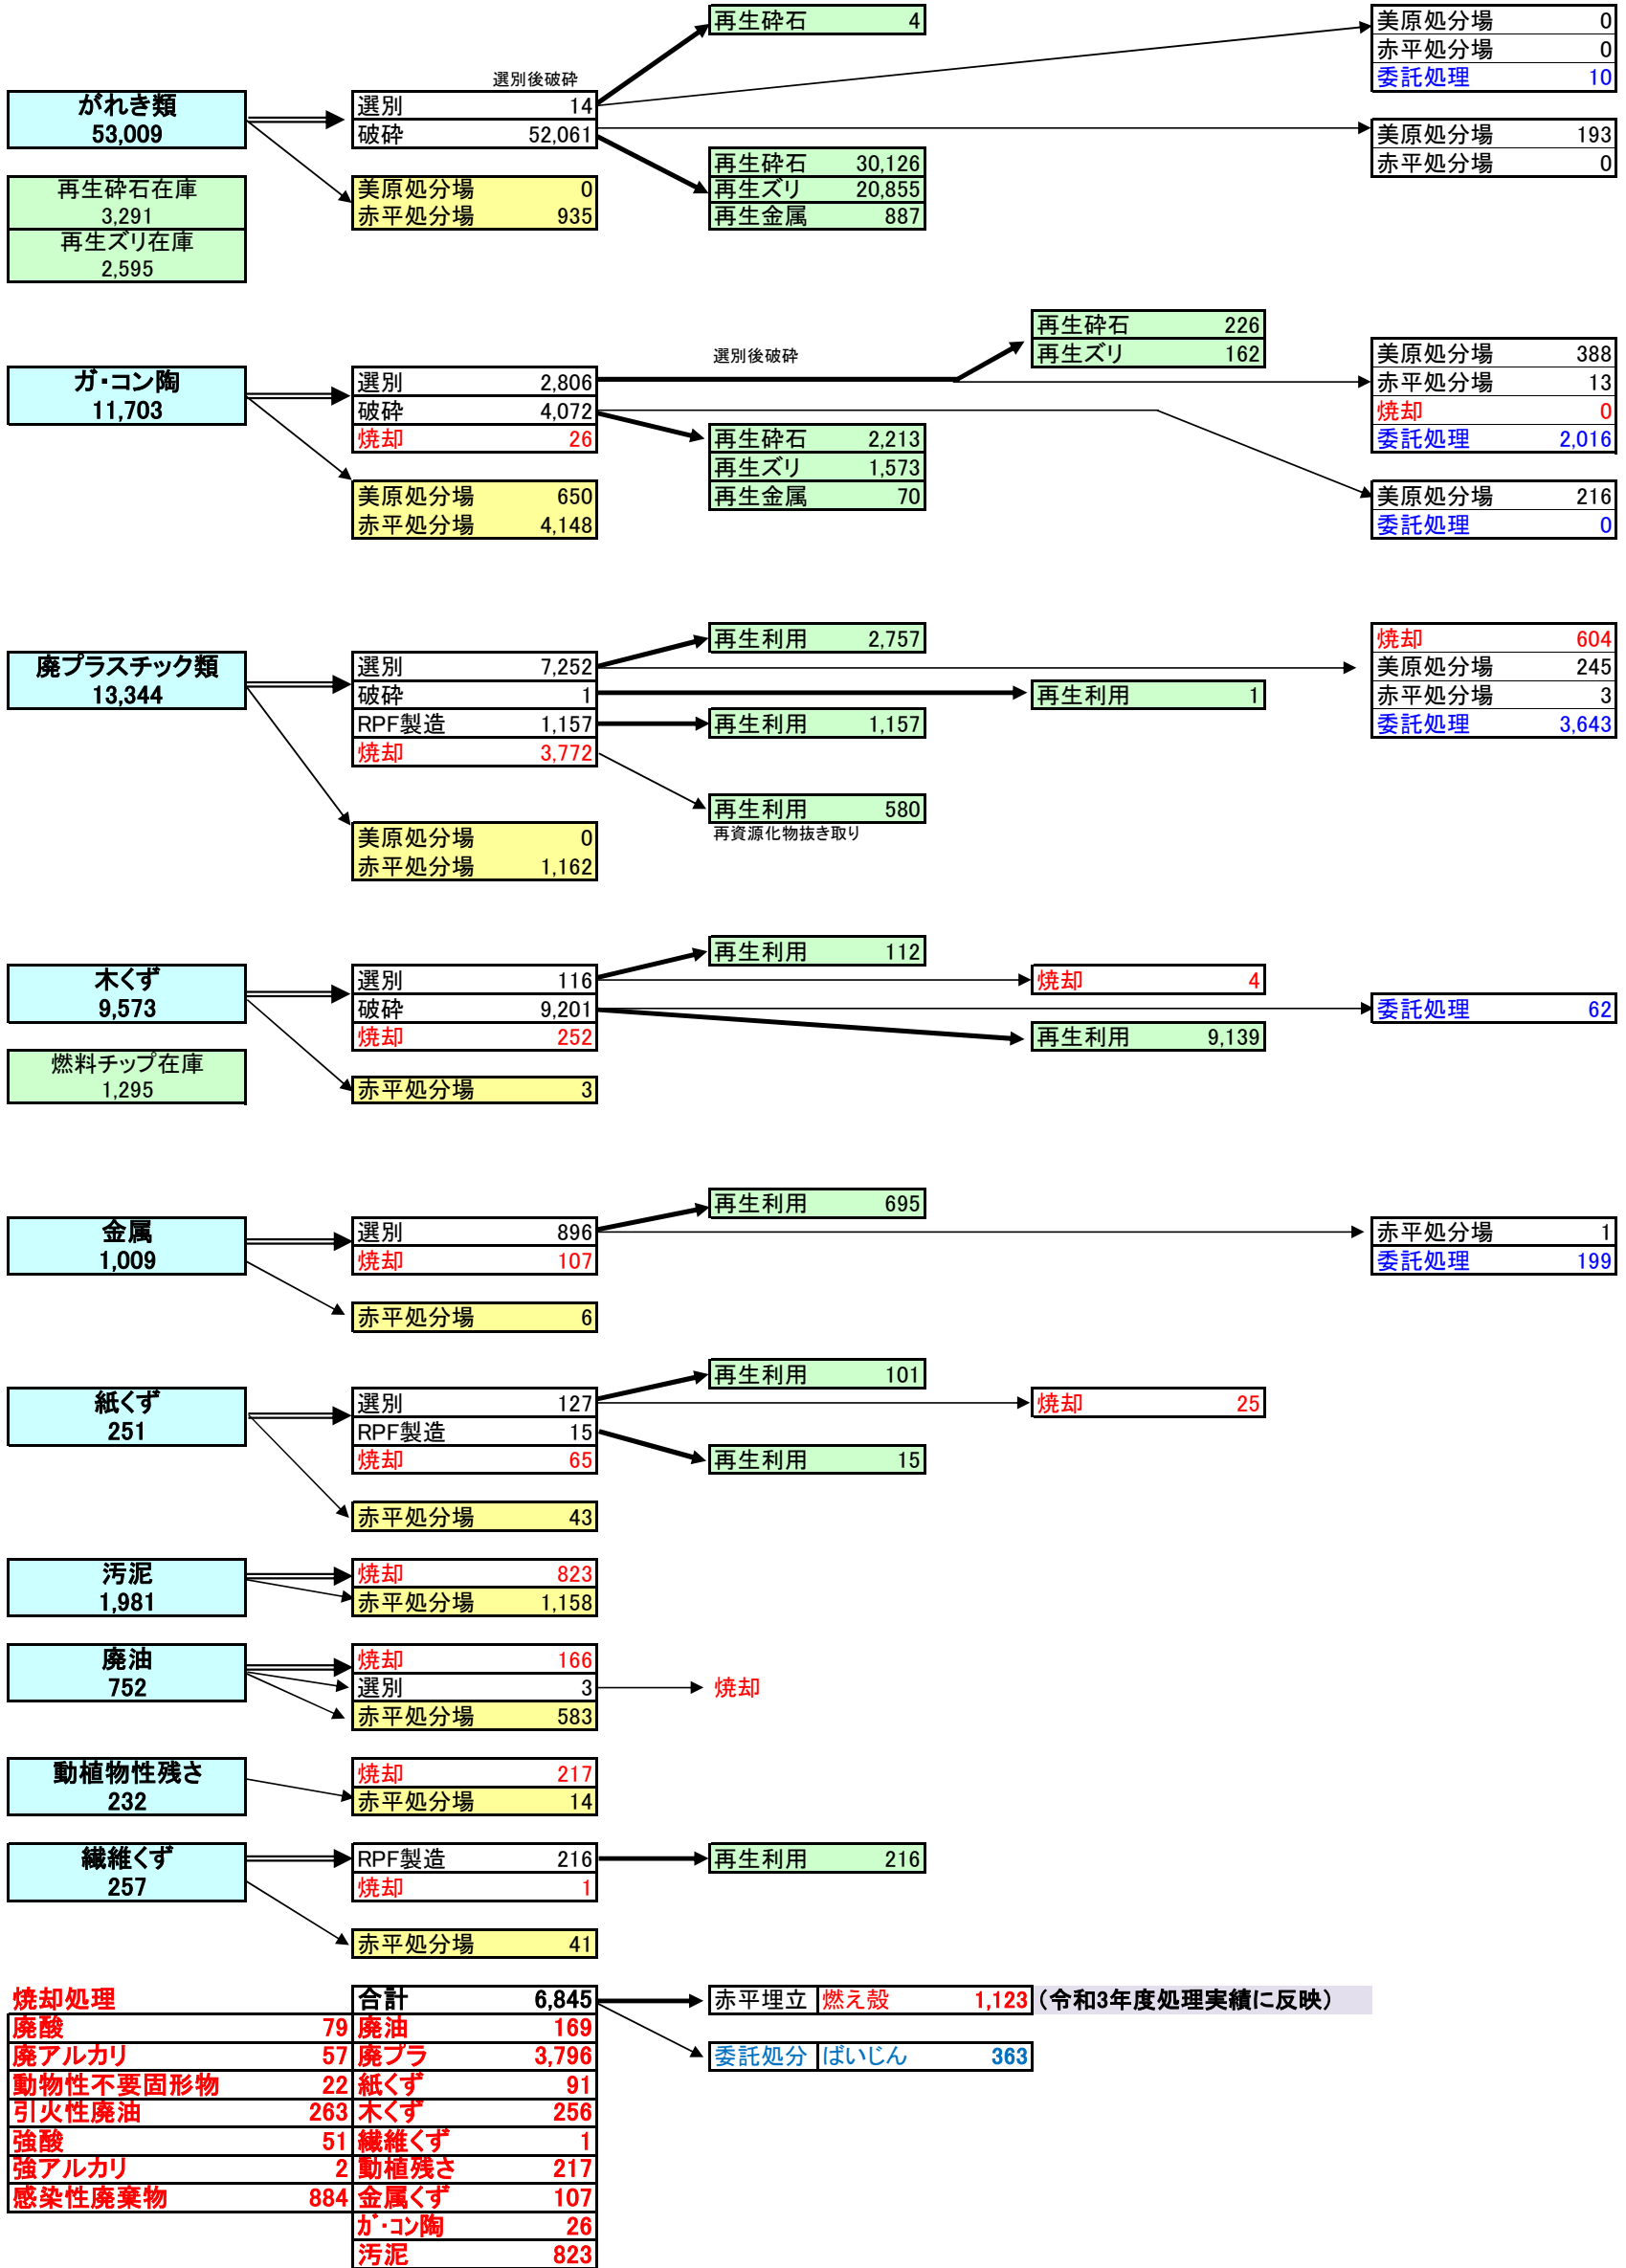 再生砕石 4
美原処分場 0
赤平処分場 0
委託処理 10
選別後破砕
がれき類
53,009
選別 14
破砕 52,061
美原処分場 193
赤平処分場 0
再生砕石 30,126
再生ズリ 20,855
再生金属 887
再生砕石在庫
3,291
再生ズリ在庫
2,595
美原処分場 0
赤平処分場 935
再生砕石 226
再生ズリ 162
選別後破砕
ガ・コン陶
11,703
選別 2,806
破砕 4,072
焼却 26
美原処分場 388
赤平処分場 13
焼却 0
委託処理 2,016
再生砕石 2,213
再生ズリ 1,573
再生金属 70
美原処分場 650
赤平処分場 4,148
美原処分場 216
委託処理 0
再生利用 2,757
廃プラスチック類
13,344
選別 7,252
破砕 1
RPF製造 1,157
焼却 3,772
再生利用 1
再生利用 1,157
焼却 604
美原処分場 245
赤平処分場 3
委託処理 3,643
再生利用 580
再資源化物抜き取り
美原処分場 0
赤平処分場 1,162
再生利用 112
木くず
9,573
選別 116
破砕 9,201
焼却 252
焼却 4
委託処理 62
再生利用 9,139
燃料チップ在庫
1,295
赤平処分場 3
再生利用 695
金属
1,009
選別 896
焼却 107
赤平処分場 1
委託処理 199
赤平処分場 6
再生利用 101
紙くず
251
選別 127
RPF製造 15
焼却 65
焼却 25
再生利用 15
赤平処分場 43
汚泥
1,981
焼却 823
赤平処分場 1,158
廃油
752
焼却 166
選別 3
焼却
赤平処分場 583
動植物性残さ
232
焼却 217
赤平処分場 14
繊維くず
257
RPF製造 216
焼却 1
再生利用 216
赤平処分場 41
焼却処理 合計 6,845 赤平埋立 燃え殻 1,123 (令和3年度処理実績に反映)
廃酸 79 廃油 169
廃アルカリ 57 廃プラ 3,796 委託処分 ばいじん 363
動物性不要固形物 22 紙くず 91
引火性廃油 263 木くず 256
強酸 51 繊維くず 1
強アルカリ 2 動植残さ 217
感染性廃棄物 884 金属くず 107
ガ・コン陶 26
汚泥 823